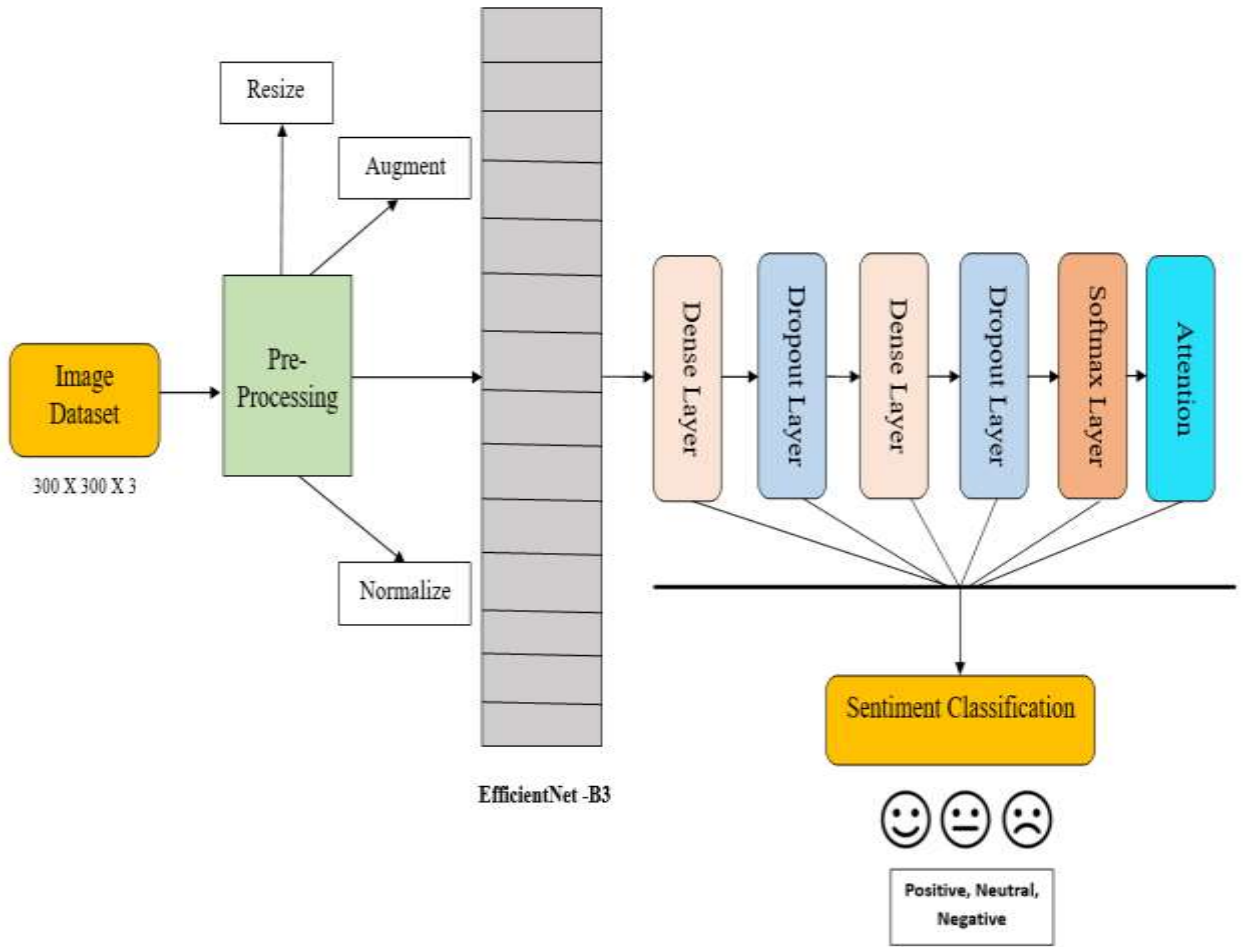 Resize
Augment
Image
Dataset
300 X 300 X 3
Pre-
Processing
Normalize
EfficientNet -B3
Dense Layer
Dropout Layer
Dense Layer
Dropout Layer
Softmax Layer
Attention
Sentiment Classification
Positive, Neutral,
Negative